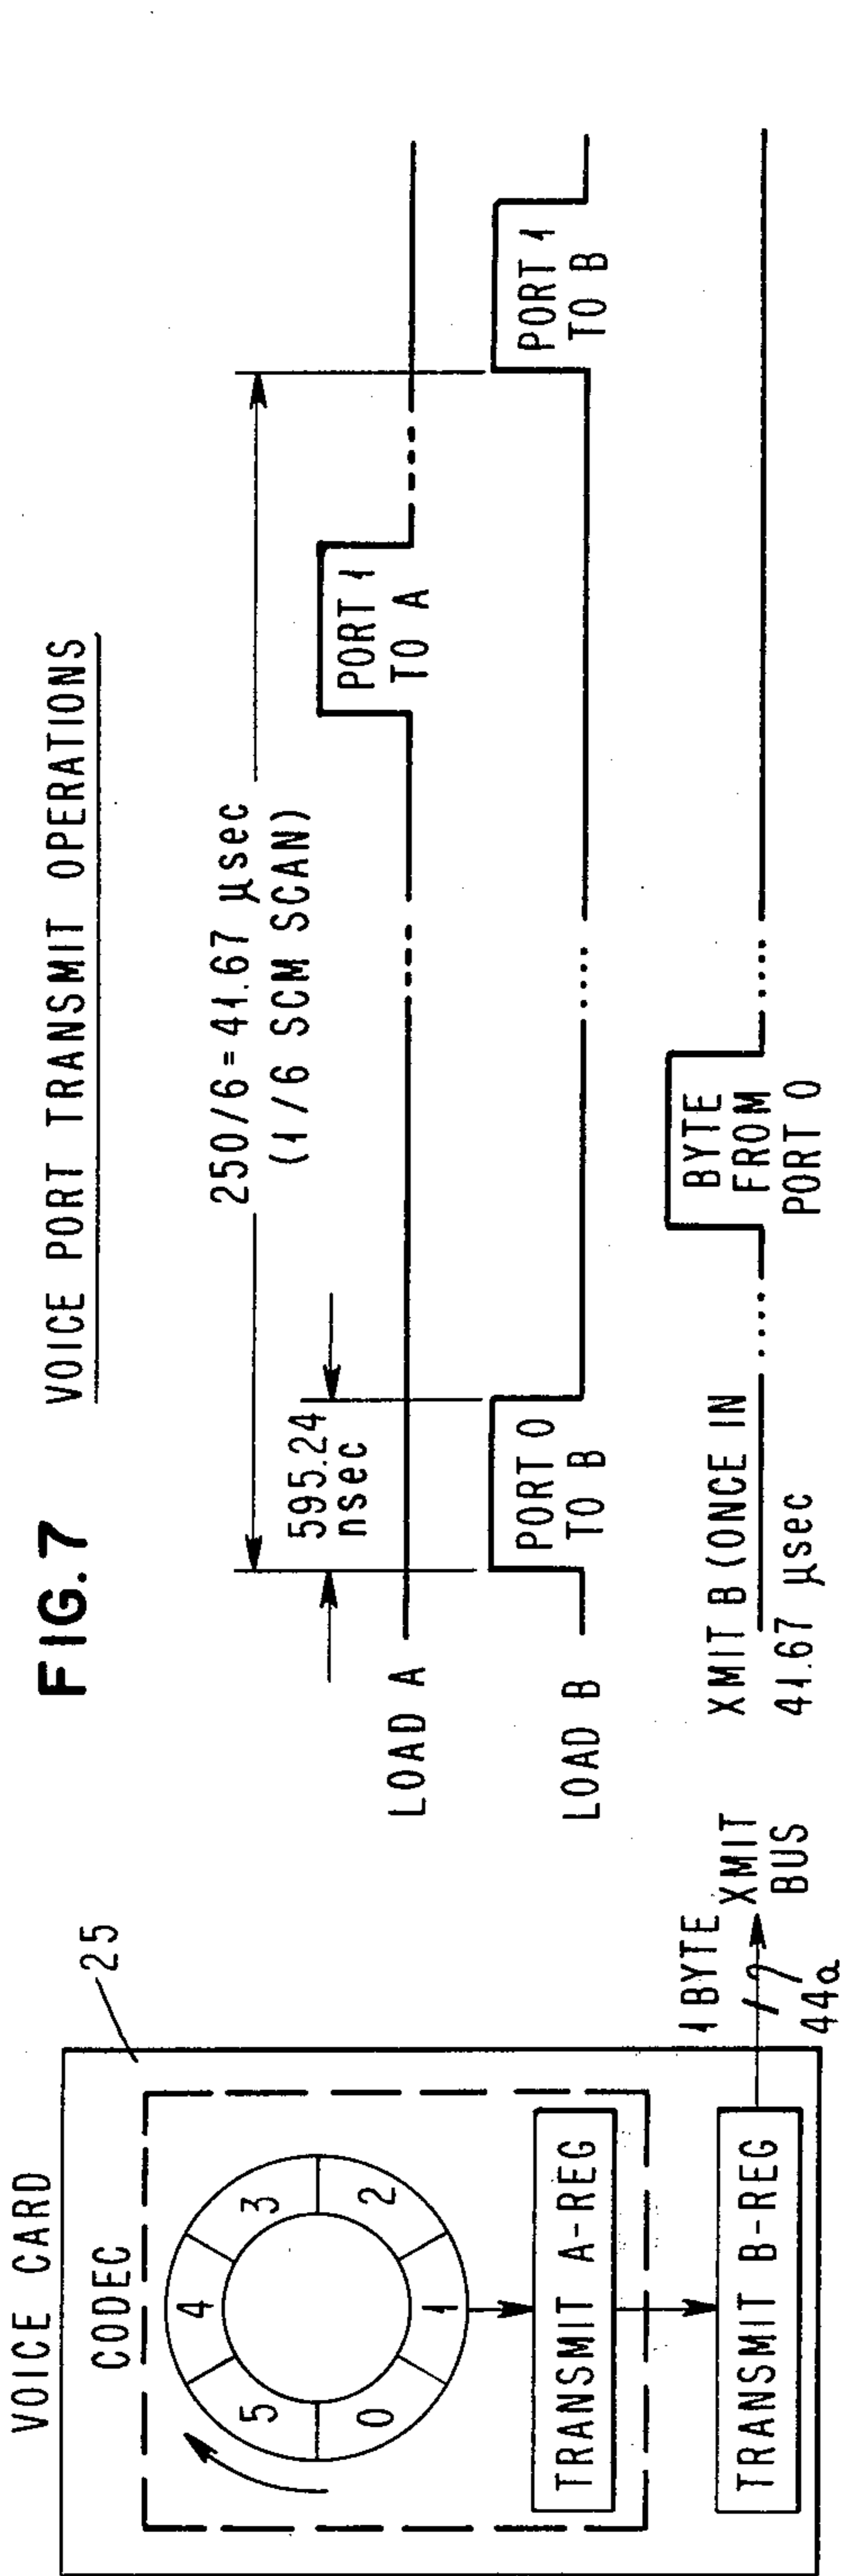 FIG. 7
VOICE PORT TRANSMIT OPERATIONS
VOICE CARD
25
CODEC
0
1
2
3
4
5
TRANSMIT A-REG
TRANSMIT B-REG
1 BYTE
XMIT
BUS
44a
250/6 = 41.67 µsec
(1/6 SCM SCAN)
595.24
nsec
LOAD A
PORT 1
TO A
LOAD B
PORT 0
TO B
PORT 1
TO B
XMIT B (ONCE IN
41.67 µsec
BYTE
FROM
PORT 0